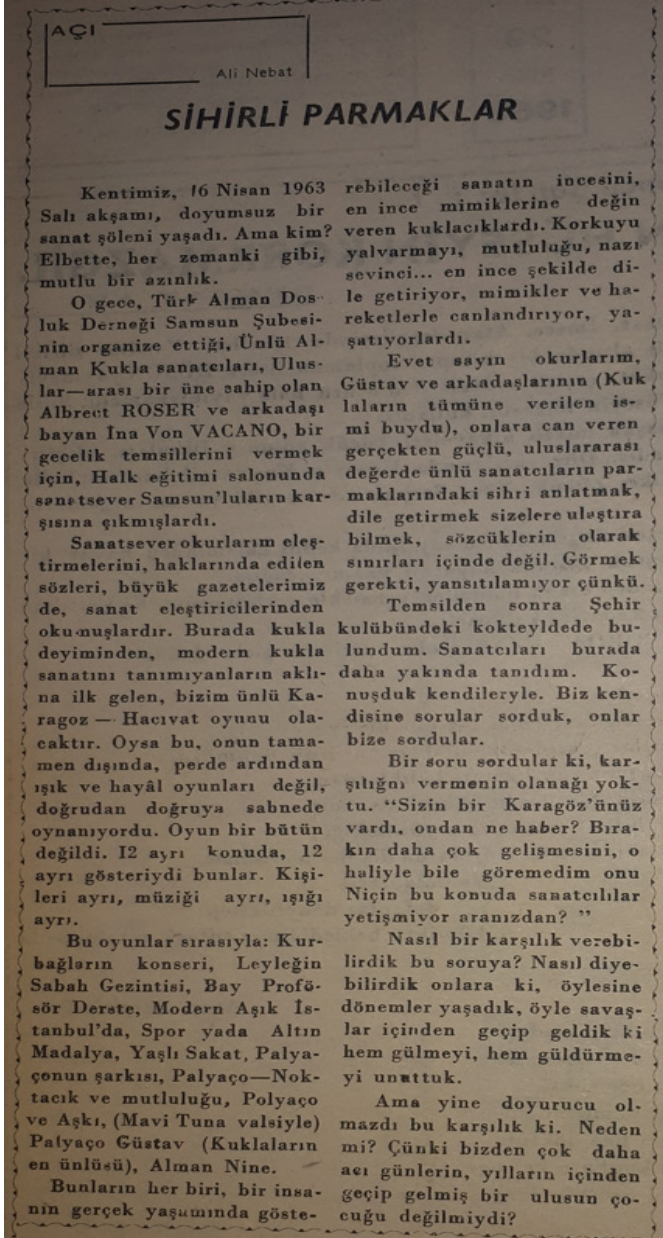 AÇI
Ali Nebat
SİHİRLİ PARMAKLAR
Kentimiz, 16 Nisan 1963
Salı akşamı, doyumsuz bir
sanat şöleni yaşadı. Ama kim?
Elbette, her zemanki gibi,
mutlu bir azınlık.
O gece, Türk Alman Dos-
luk Derneği Samsun Şubesi-
nin organize ettiği, Ünlü Al-
man Kukla sanatcıları, Ulus-
lar—arası bir üne sahip olan
Albrect ROSER ve arkadaşı
bayan İna Von VACANO, bir
gecelik temsillerini vermek
için, Halk eğitimi salonunda
sanatsever Samsun'luların kar-
şısına çıkmışlardı.
Sanatsever okurlarım eleş-
tirmelerini, haklarında edilen
sözleri, büyük gazetelerimiz
de, sanat eleştiricilerinden
okumuşlardır. Burada kukla
deyiminden, modern kukla
sanatını tanımıyanların aklı-
na ilk gelen, bizim ünlü Ka-
ragoz — Hacıvat oyunu ola-
caktır. Oysa bu, onun tama-
men dışında, perde ardından
ışık ve hayâl oyunları değil,
doğrudan doğruya sahnede
oynanıyordu. Oyun bir bütün
değildi. I2 ayrı konuda, 12
ayrı gösteriydi bunlar. Kişi-
leri ayrı, müziği ayrı, ışığı
ayrı.
Bu oyunlar sırasıyla: Kur-
bağların konseri, Leyleğin
Sabah Gezintisi, Bay Profö-
sör Derste, Modern Aşık İs-
tanbul'da, Spor yada Altın
Madalya, Yaşlı Sakat, Palya-
çonun şarkısı, Palyaço—Nok-
tacık ve mutluluğu, Polyaço
ve Aşkı, (Mavi Tuna valsiyle)
Palyaço Güstav (Kuklaların
en ünlüsü), Alman Nine.
Bunların her biri, bir insa-
nın gerçek yaşamında göste-
rebileceği sanatın incesini,
en ince mimiklerine değin
veren kuklacıklardı. Korkuyu
yalvarmayı, mutluluğu, nazı
sevinci... en ince şekilde di-
le getiriyor, mimikler ve ha-
reketlerle canlandırıyor, ya-
şatıyorlardı.
Evet sayın okurlarım,
Güstav ve arkadaşlarının (Kuk
laların tümüne verilen is-
mi buydu), onlara can veren
gerçekten güçlü, uluslararası
değerde ünlü sanatcıların par-
maklarındaki sihri anlatmak,
dile getirmek sizelere ulaştıra
bilmek, sözcüklerin olarak
sınırları içinde değil. Görmek
gerekti, yansıtılamıyor çünkü.
Temsilden sonra Şehir
kulübündeki kokteyldede bu-
lundum. Sanatcıları burada
daha yakında tanıdım. Ko-
nuşduk kendileryle. Biz ken-
disine sorular sorduk, onlar
bize sordular.
Bir soru sordular ki, kar-
şılığnı vermenin olanağı yok-
tu. “Sizin bir Karagöz'ünüz
vardı, ondan ne haber? Bıra-
kın daha çok gelişmesini, o
haliyle bile göremedim onu
Niçin bu konuda sanatcılılar
yetişmiyor aranızdan? ”
Nasıl bir karşılık verebi-
lirdik bu soruya? Nasıl diye-
bilirdik onlara ki, öylesine
dönemler yaşadık, öyle savaş-
lar içinden geçip geldik ki
hem gülmeyi, hem güldürme-
yi unuttuk.
Ama yine doyurucu ol-
mazdı bu karşılık ki. Neden
mi? Çünki bizden çok daha
acı günlerin, yılların içinden
geçip gelmiş bir ulusun ço-
cuğu değilmiydi?